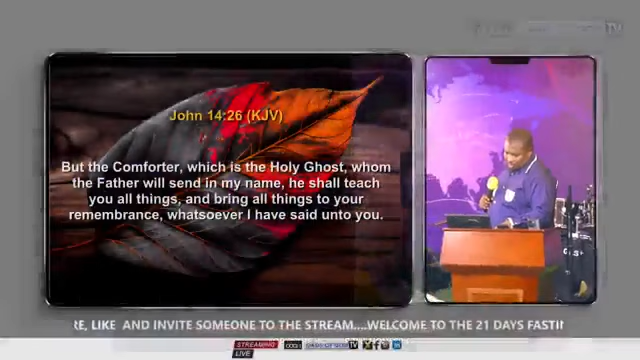 John 14:26 (KJV)
But the Comforter, which is the Holy Ghost, whom
the Father will send in my name, he shall teach
you all things, and bring all things to your
remembrance, whatsoever I have said unto you.
RE, LIKE AND INVITE SOMEONE TO THE STREAM....WELCOME TO THE 21 DAYS FASTIN
STREAMING
LIVE